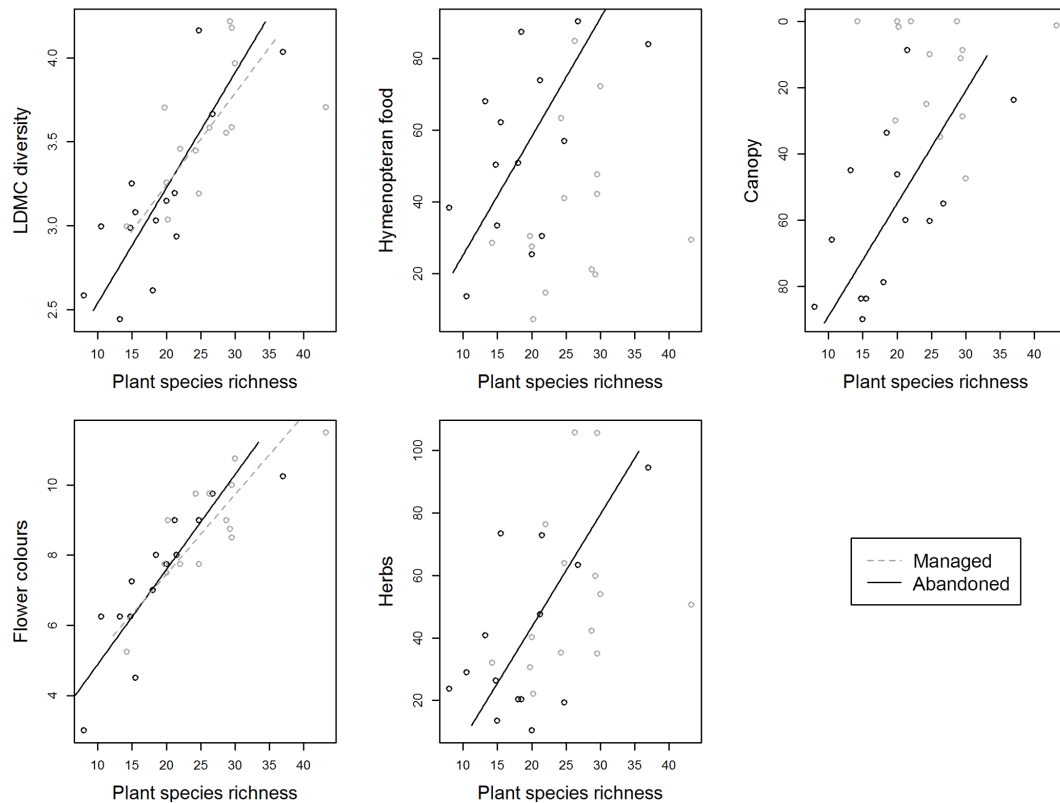 LDMC diversity
2.5 3.0 3.5 4.0
10 15 20 25 30 35 40
Plant species richness
Hymenopteran food
20 40 60 80
10 15 20 25 30 35 40
Plant species richness
Canopy
80 60 40 20 0
10 15 20 25 30 35 40
Plant species richness
Flower colours
4 6 8 10
10 15 20 25 30 35 40
Plant species richness
Herbs
20 40 60 80 100
10 15 20 25 30 35 40
Plant species richness
Managed
Abandoned